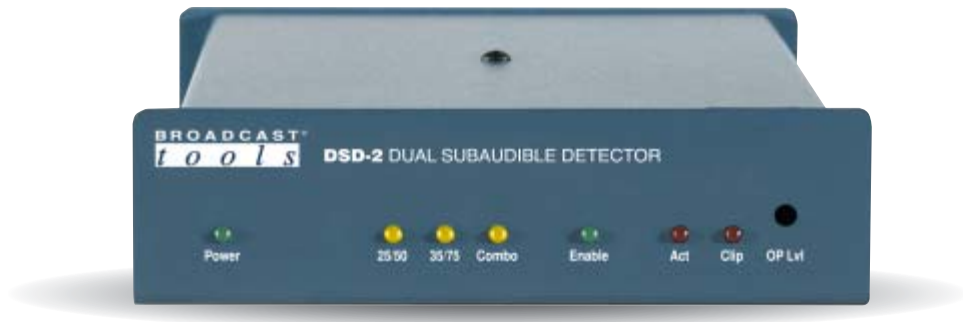 BROADCAST®
tools
DSD-2 DUAL SUBAUDIBLE DETECTOR
Power 25/50 35/75 Combo Enable Act Clip OP Lvl